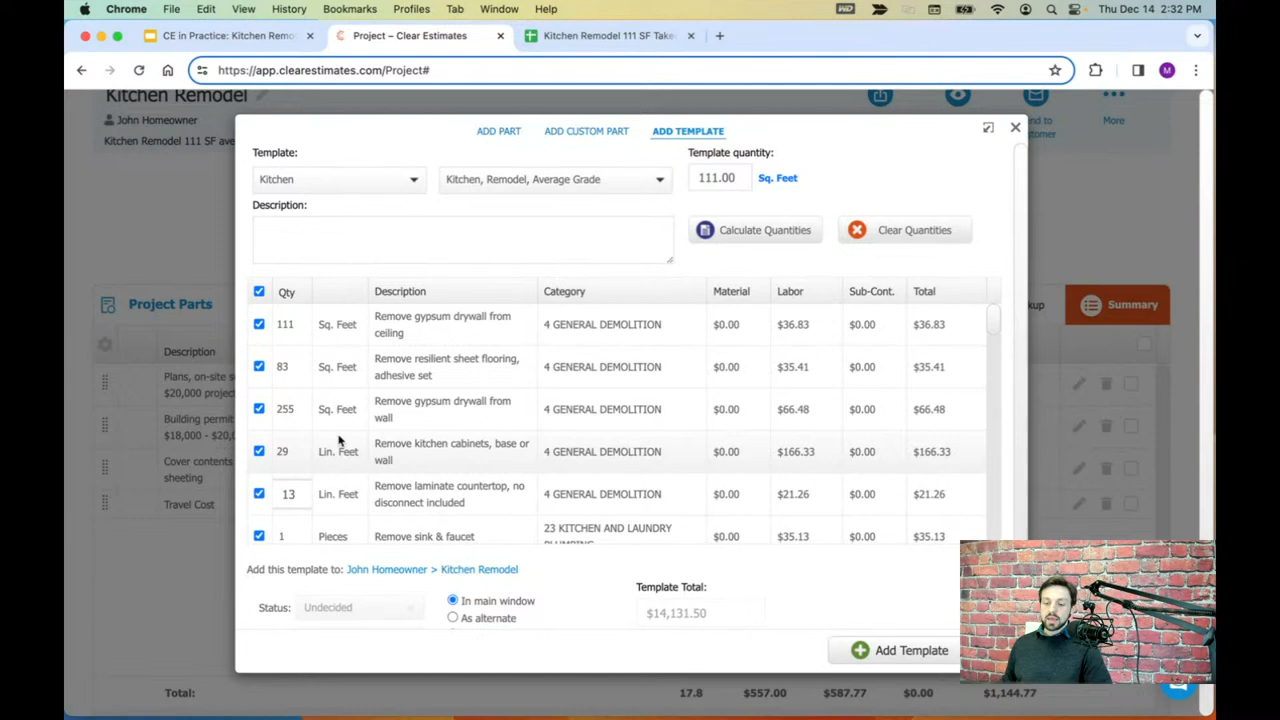 Chrome File Edit View History Bookmarks Profiles Tab Window Help Thu Dec 14 2:32 PM
CE in Practice: Kitchen Remo Project – Clear Estimates Kitchen Remodel 111 SF Take
https://app.clearestimates.com/Project# M
Kitchen Remodel
John Homeowner
Kitchen Remodel 111 SF ave
nd to
stomer
More
ADD PART ADD CUSTOM PART ADD TEMPLATE
Template: Template quantity:
Kitchen Kitchen, Remodel, Average Grade 111.00 Sq. Feet
Description:
Calculate Quantities Clear Quantities
Project Parts
kup Summary
Description
Plans, on-site s
$20,000 project
Building permit
$18,000 - $20,0
Cover contents
sheeting
Travel Cost
Qty Description Category Material Labor Sub-Cont. Total
111 Sq. Feet Remove gypsum drywall from
ceiling 4 GENERAL DEMOLITION $0.00 $36.83 $0.00 $36.83
83 Sq. Feet Remove resilient sheet flooring,
adhesive set 4 GENERAL DEMOLITION $0.00 $35.41 $0.00 $35.41
255 Sq. Feet Remove gypsum drywall from
wall 4 GENERAL DEMOLITION $0.00 $66.48 $0.00 $66.48
29 Lin. Feet Remove kitchen cabinets, base or
wall 4 GENERAL DEMOLITION $0.00 $166.33 $0.00 $166.33
13 Lin. Feet Remove laminate countertop, no
disconnect included 4 GENERAL DEMOLITION $0.00 $21.26 $0.00 $21.26
1 Pieces Remove sink & faucet 23 KITCHEN AND LAUNDRY
PLUMBING $0.00 $35.13 $0.00 $35.13
Add this template to: John Homeowner > Kitchen Remodel
Template Total:
Status: Undecided In main window $14,131.50
As alternate
Add Template
Total: 17.8 $557.00 $587.77 $0.00 $1,144.77